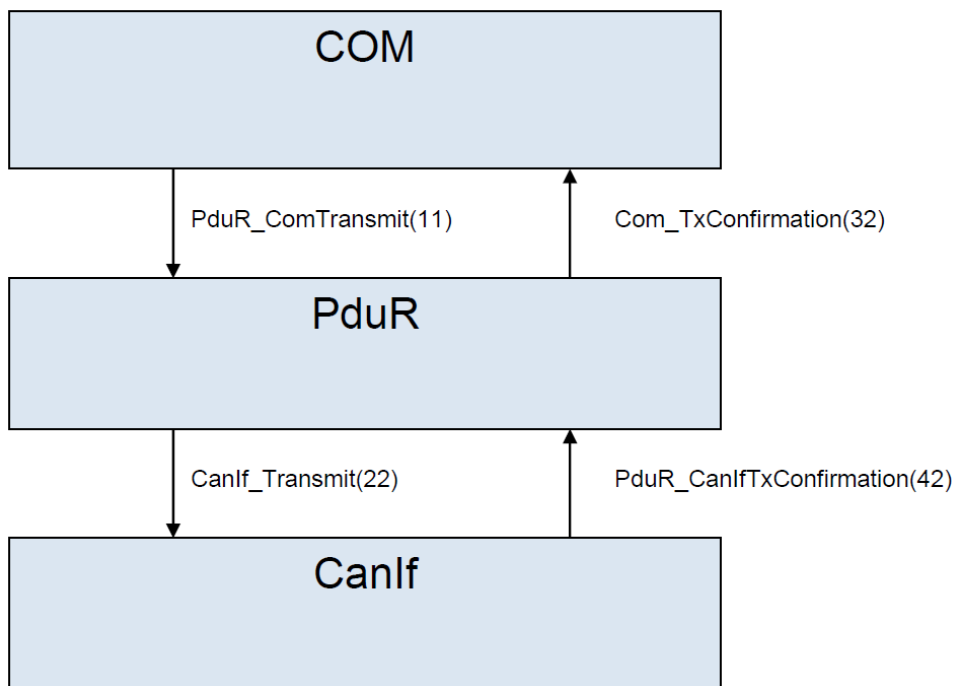 COM
PduR_ComTransmit(11)
Com_TxConfirmation(32)
PduR
CanIf_Transmit(22)
PduR_CanIfTxConfirmation(42)
CanIf